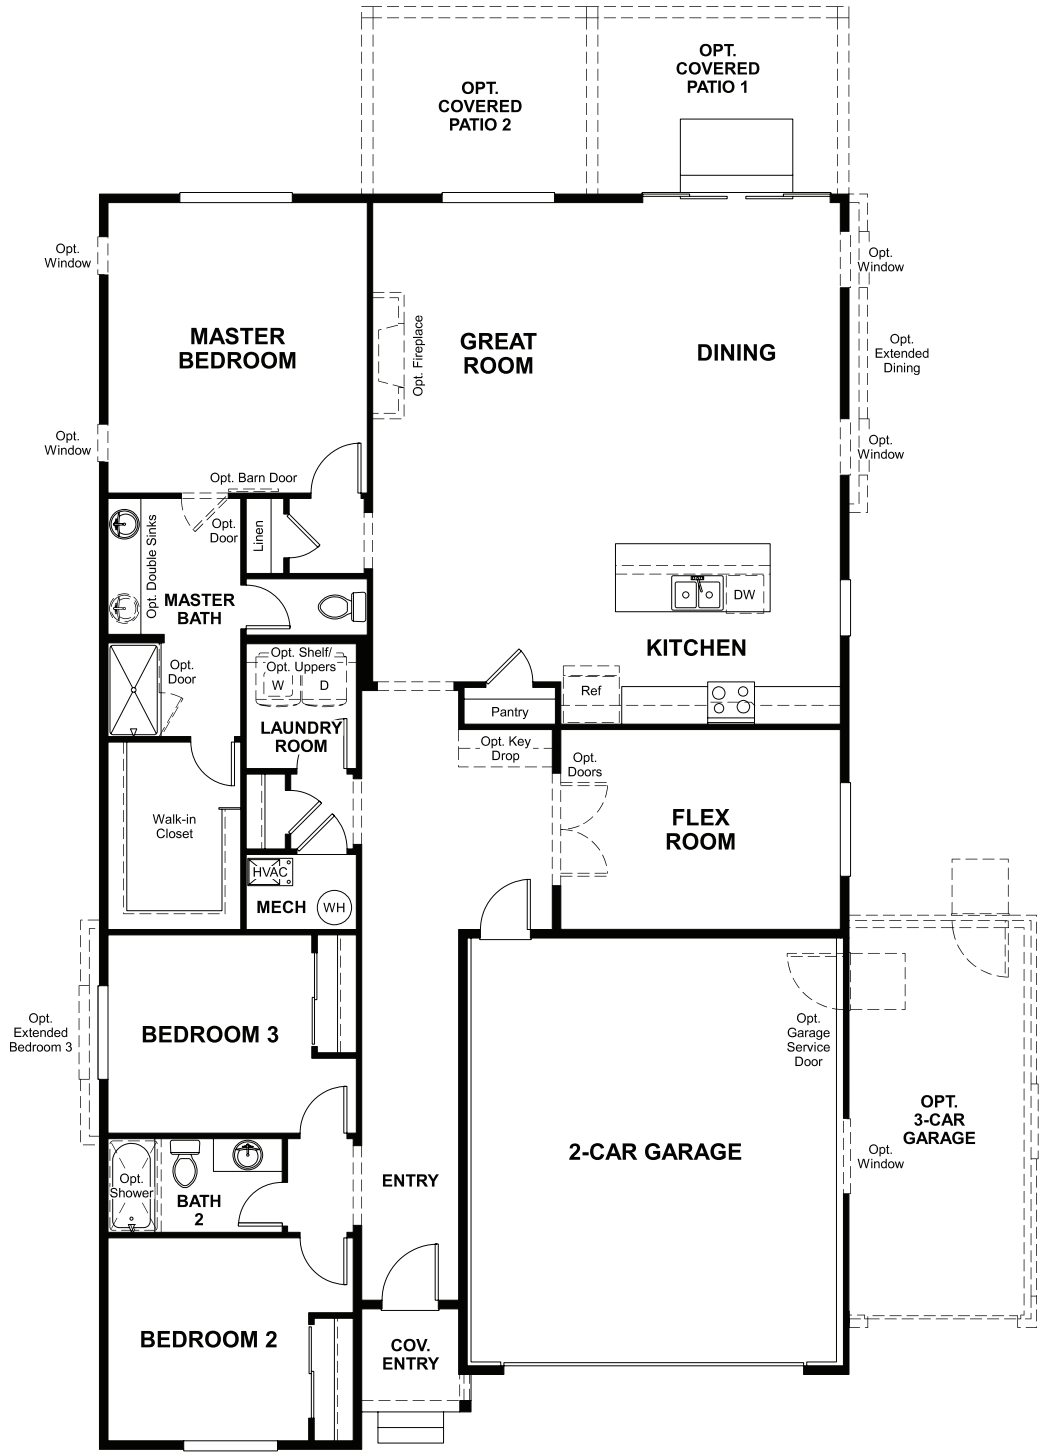 OPT.
COVERED
PATIO 1
OPT.
COVERED
PATIO 2
Opt.
Window
Opt.
Window
MASTER
BEDROOM
GREAT
ROOM
DINING
Opt. Fireplace
Opt.
Extended
Dining
Opt.
Window
Opt.
Window
Opt. Barn Door
Opt.
Door
Linen
Opt. Double Sinks
MASTER
BATH
DW
KITCHEN
Opt.
Door
Opt. Shelf/
Opt. Uppers
W
D
Ref
Pantry
LAUNDRY
ROOM
Opt. Key
Drop
Opt.
Doors
Walk-in
Closet
FLEX
ROOM
HVAC
MECH
WH
Opt.
Extended
Bedroom 3
BEDROOM 3
Opt.
Garage
Service
Door
OPT.
3-CAR
GARAGE
2-CAR GARAGE
Opt.
Window
Opt.
Shower
BATH
2
ENTRY
BEDROOM 2
COV.
ENTRY